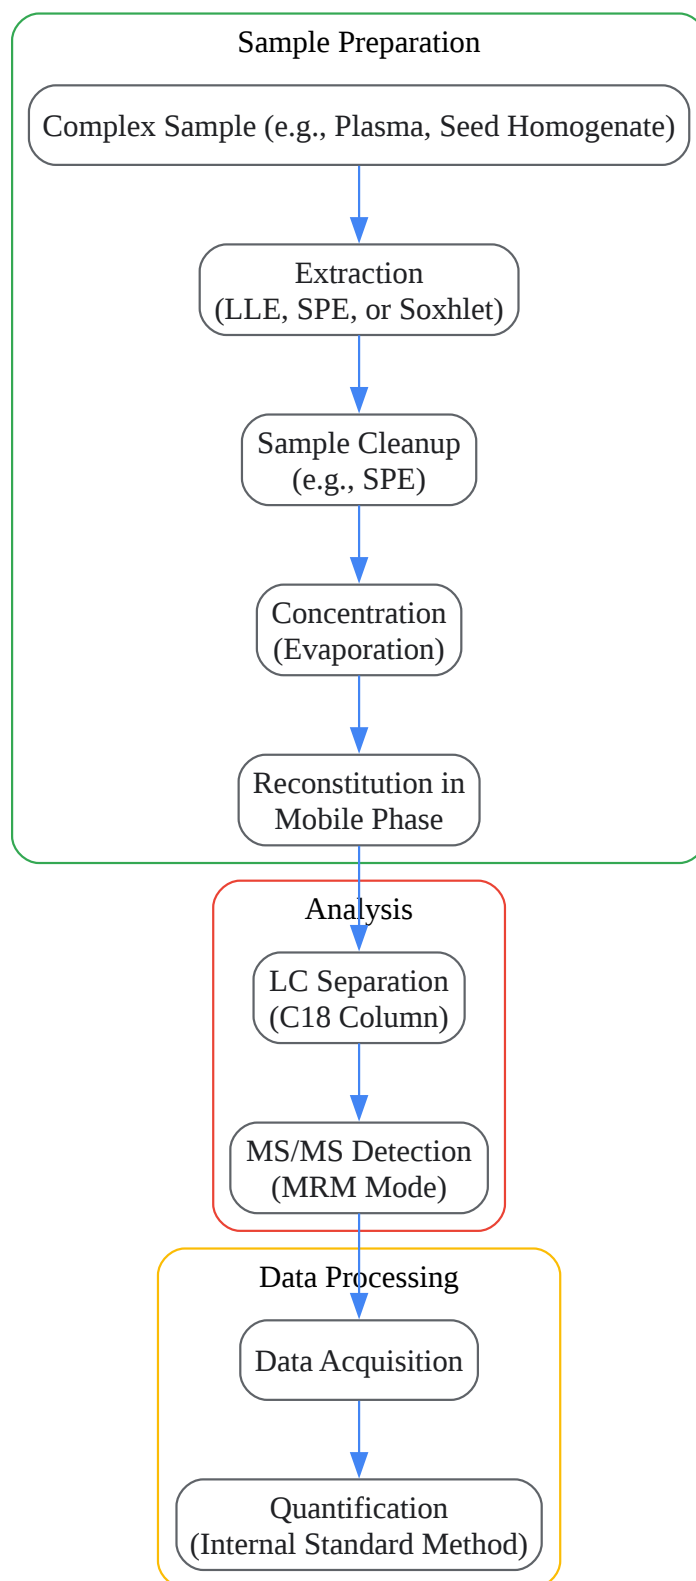 Sample Preparation
Complex Sample (e.g., Plasma, Seed Homogenate)
Extraction
(LLE, SPE, or Soxhlet)
Sample Cleanup
(e.g., SPE)
Concentration
(Evaporation)
Reconstitution in
Mobile Phase
Analysis
LC Separation
(C18 Column)
MS/MS Detection
(MRM Mode)
Data Processing
Data Acquisition
Quantification
(Internal Standard Method)